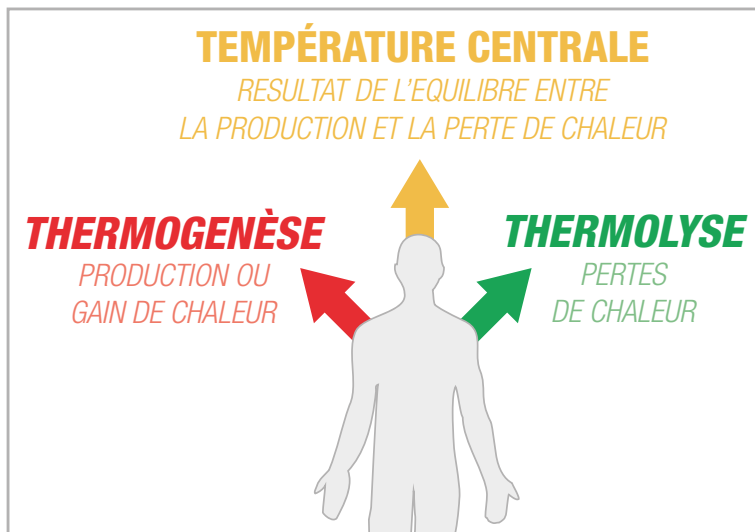 TEMPÉRATURE CENTRALE
RESULTAT DE L'EQUILIBRE ENTRE
LA PRODUCTION ET LA PERTE DE CHALEUR
THERMOGENÈSE
PRODUCTION OU
GAIN DE CHALEUR
THERMOLYSE
PERTES
DE CHALEUR